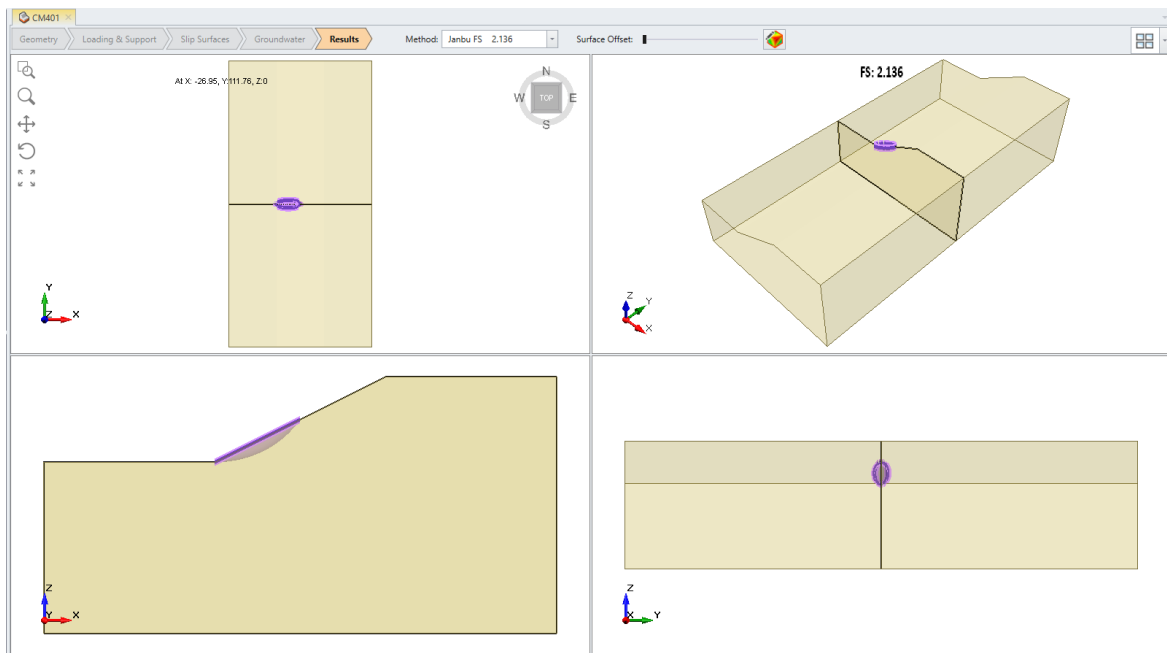 CM401
Geometry Loading & Support Slip Surfaces Groundwater Results Method: Janbu FS 2.136 Surface Offset:
At X: -26.95, Y:111.76, Z:0
N
W TOP E
S
Y
Z X
FS: 2.136
Z
Y
X
Z
Y X
Z
X Y